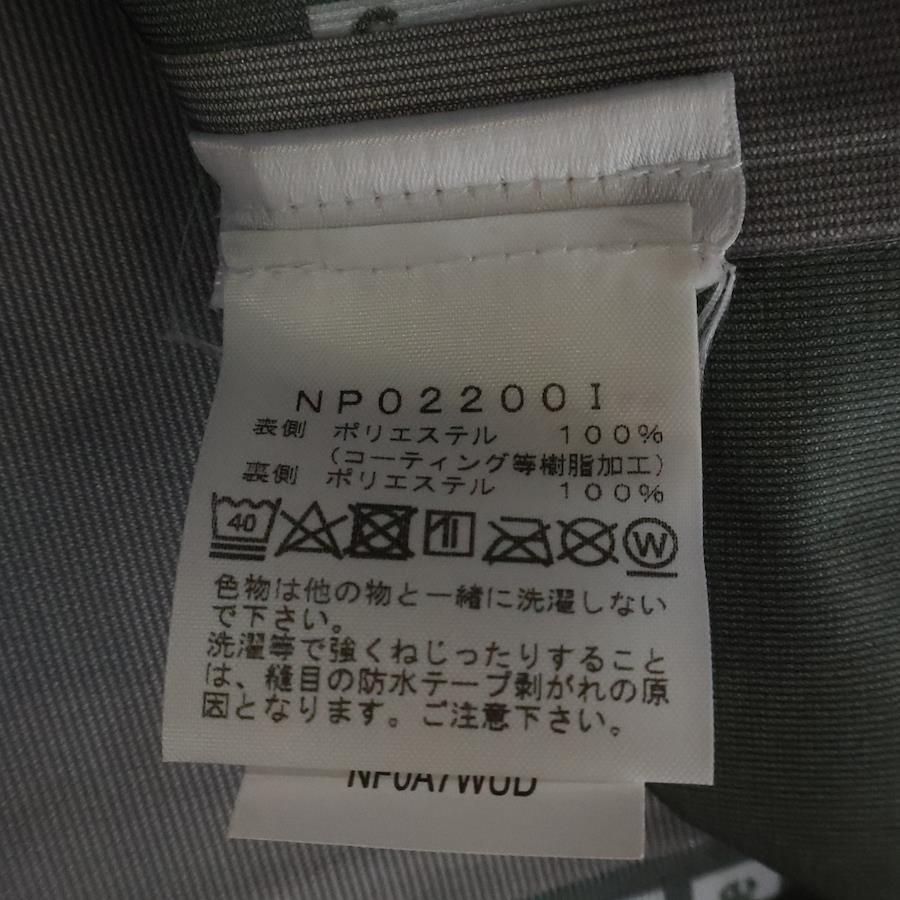 NP02200I
表側 ポリエステル 100%
(コーティング等樹脂加工)
裏側 ポリエステル 100%
40
W
色物は他の物と一緒に洗濯しない
で下さい。
洗濯等で強くねじったりすること
は、縫目の防水テープ剥がれの原
因となります。ご注意下さい。